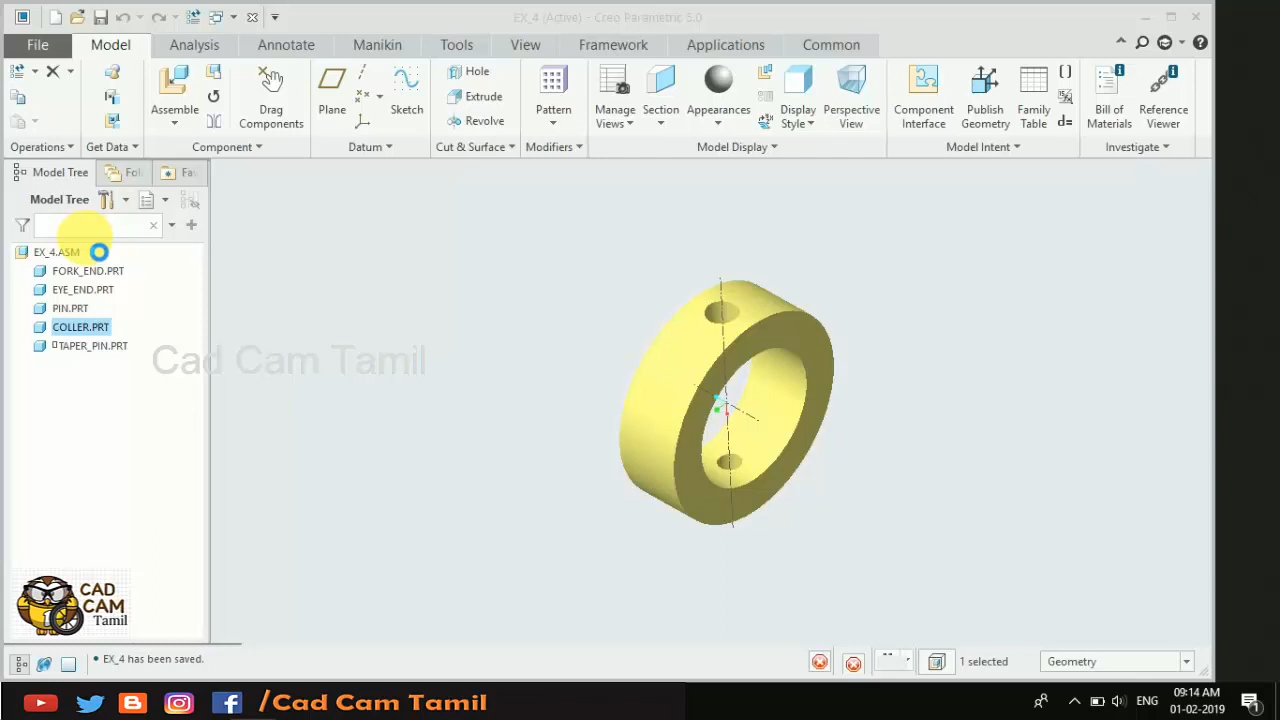 EX_4 (Active) - Creo Parametric 5.0
File Model Analysis Annotate Manikin Tools View Framework Applications Common
Assemble
Drag Components
Plane
Sketch
Hole
Extrude
Revolve
Pattern
Manage Views
Section
Appearances
Display Style
Perspective View
Component Interface
Publish Geometry
Family Table
d=
Bill of Materials
Reference Viewer
Operations Get Data Component Datum Cut & Surface Modifiers Model Display Model Intent Investigate
Model Tree Fol Fa
Model Tree
EX_4.ASM
FORK_END.PRT
EYE_END.PRT
PIN.PRT
COLLER.PRT
TAPER_PIN.PRT
Cad Cam Tamil
CAD
CAM
Tamil
• EX_4 has been saved.
1 selected
Geometry
/Cad Cam Tamil
ENG
09:14 AM
01-02-2019
1